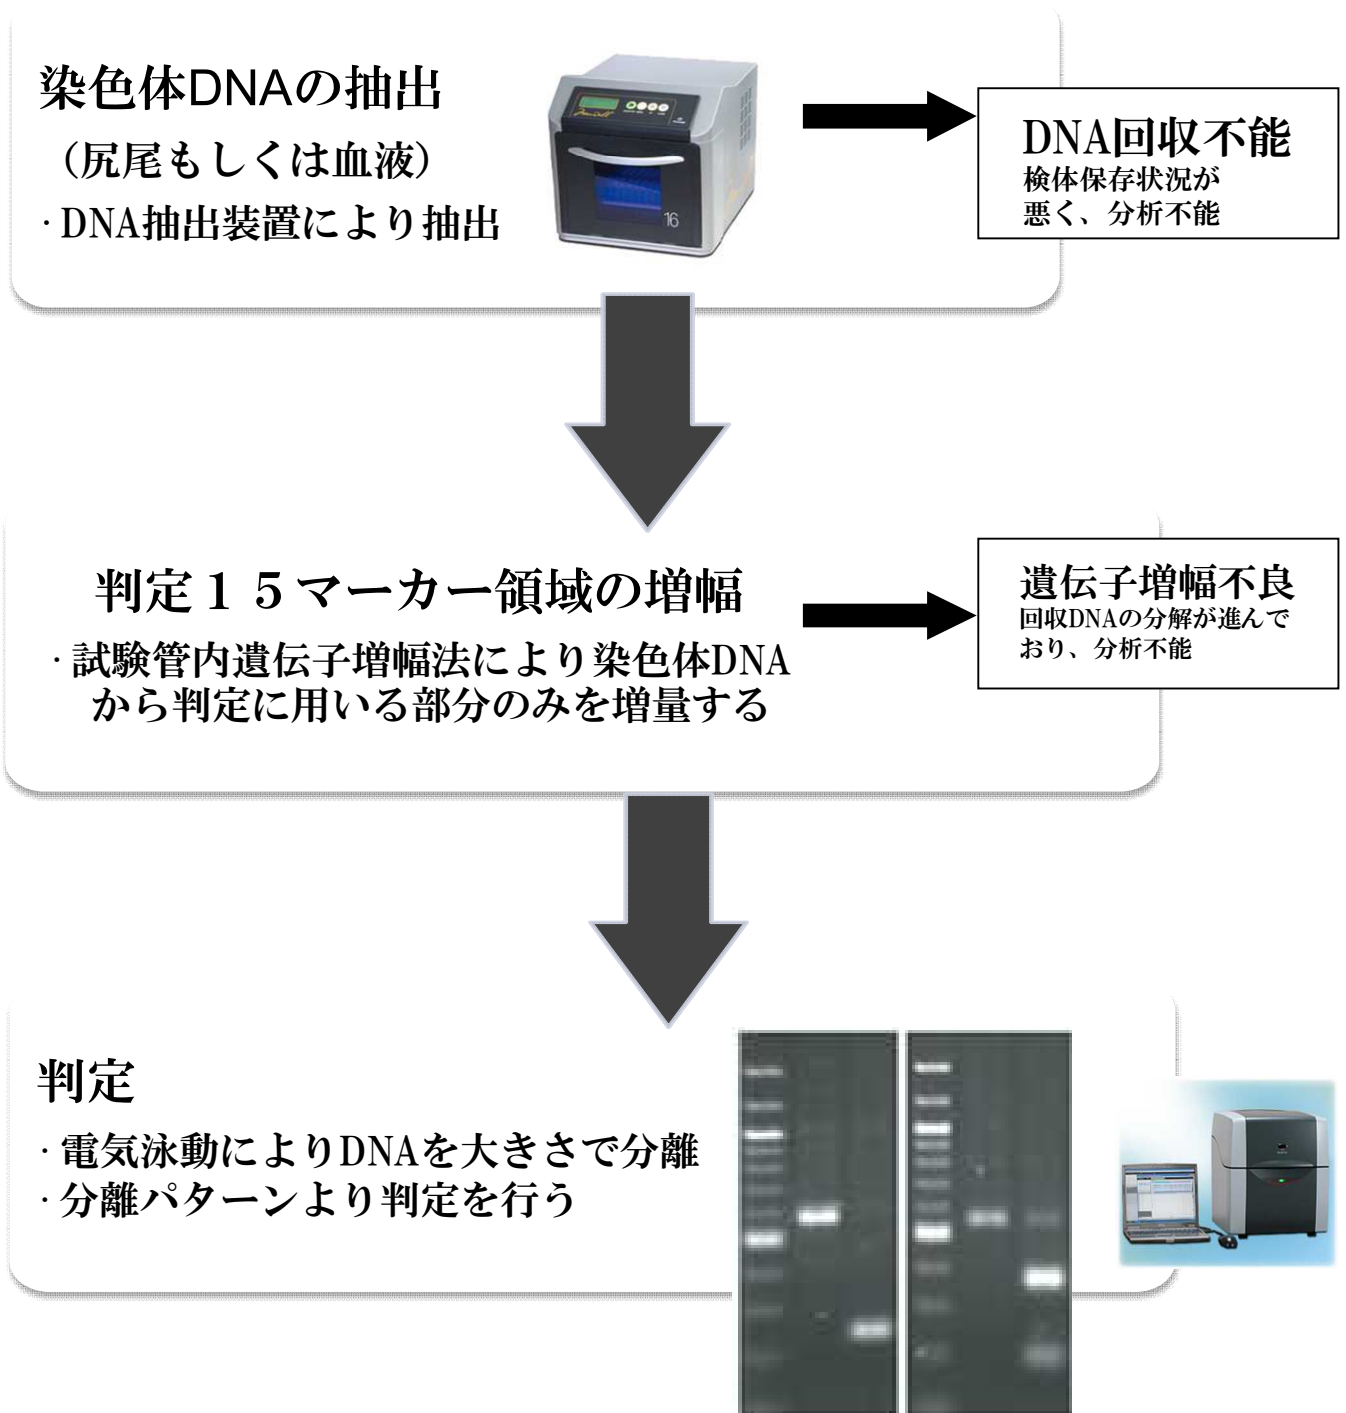 染色体DNAの抽出
（尻尾もしくは血液）
・DNA抽出装置により抽出
16
DNA回収不能
検体保存状況が
悪く、分析不能
判定１５マーカー領域の増幅
・試験管内遺伝子増幅法により染色体DNA
から判定に用いる部分のみを増量する
遺伝子増幅不良
回収DNAの分解が進んで
おり、分析不能
判定
・電気泳動によりDNAを大きさで分離
・分離パターンより判定を行う